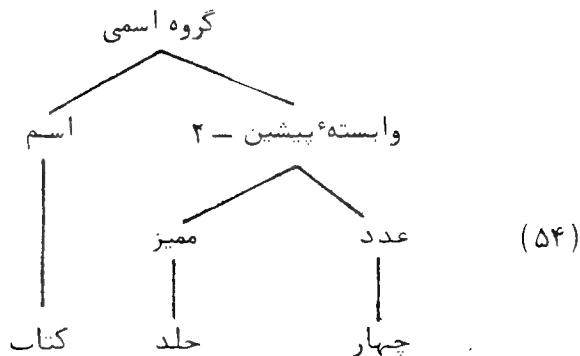 گروه اسمی
وابستهٔ پیشین – ۲ اسم
(۵۴) عدد ممیز
چهار حلد کتاب